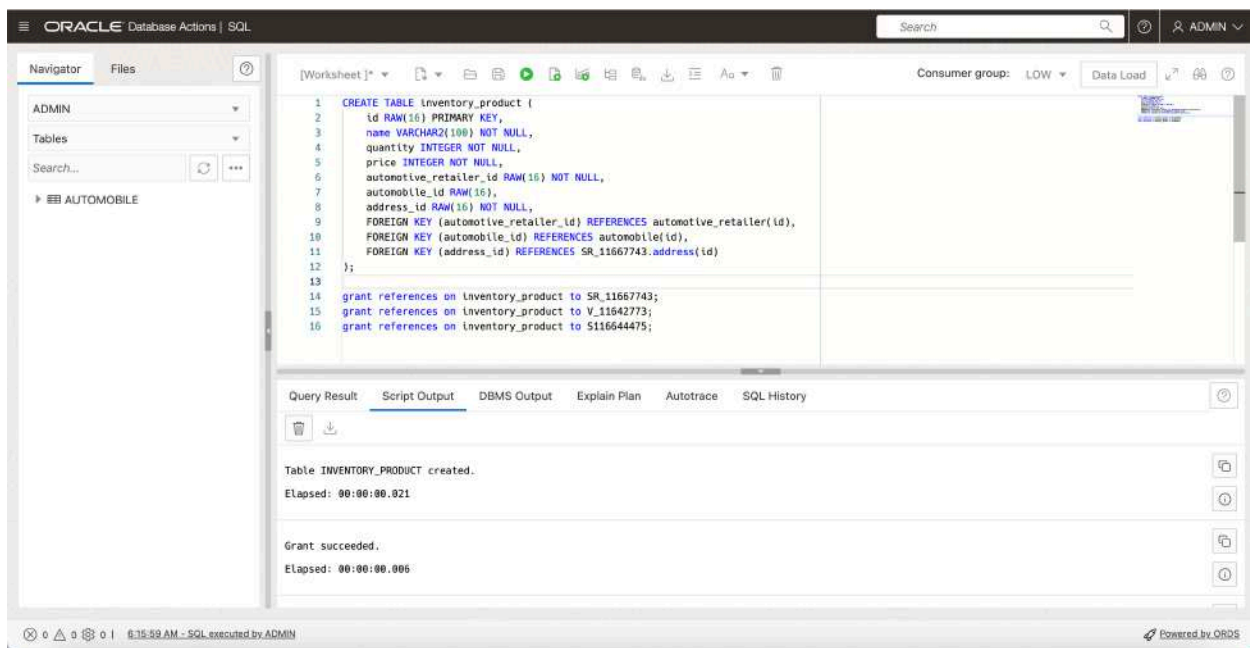 ORACLE Database Actions | SQL
Search
ADMIN
Navigator Files
[Worksheet ]*
Aa
Consumer group: LOW
Data Load
ADMIN
Tables
Search...
AUTOMOBILE
1 CREATE TABLE inventory_product (
2 id RAW(16) PRIMARY KEY,
3 name VARCHAR2(100) NOT NULL,
4 quantity INTEGER NOT NULL,
5 price INTEGER NOT NULL,
6 automotive_retailer_id RAW(16) NOT NULL,
7 automobile_id RAW(16),
8 address_id RAW(16) NOT NULL,
9 FOREIGN KEY (automotive_retailer_id) REFERENCES automotive_retailer(id),
10 FOREIGN KEY (automobile_id) REFERENCES automobile(id),
11 FOREIGN KEY (address_id) REFERENCES SR_11667743.address(id)
12 );
13
14 grant references on inventory_product to SR_11667743;
15 grant references on inventory_product to V_11642773;
16 grant references on inventory_product to S116644475;
Query Result Script Output DBMS Output Explain Plan Autotrace SQL History
Table INVENTORY_PRODUCT created.
Elapsed: 00:00:00.021
Grant succeeded.
Elapsed: 00:00:00.006
0 0 0 | 6:15:59 AM - SQL executed by ADMIN
Powered by ORDS